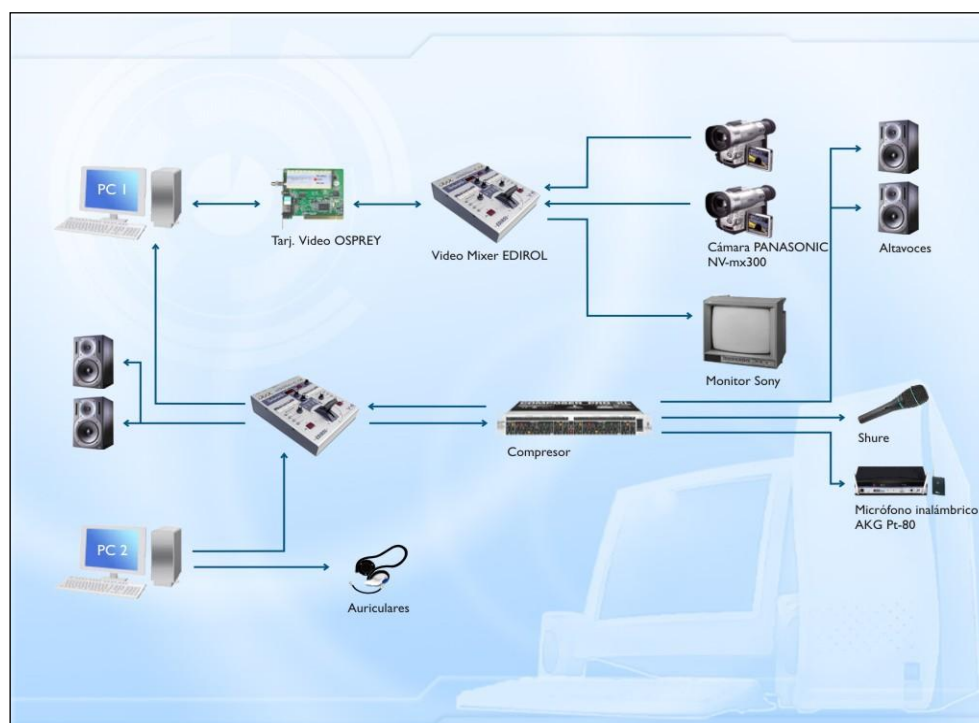 PC 1
Tarj. Video OSPREY
Video Mixer EDIROL
Cámara PANASONIC
NV-mx300
Altavoces
Monitor Sony
Compresor
Shure
Micrófono inalámbrico
AKG Pt-80
PC 2
Auriculares